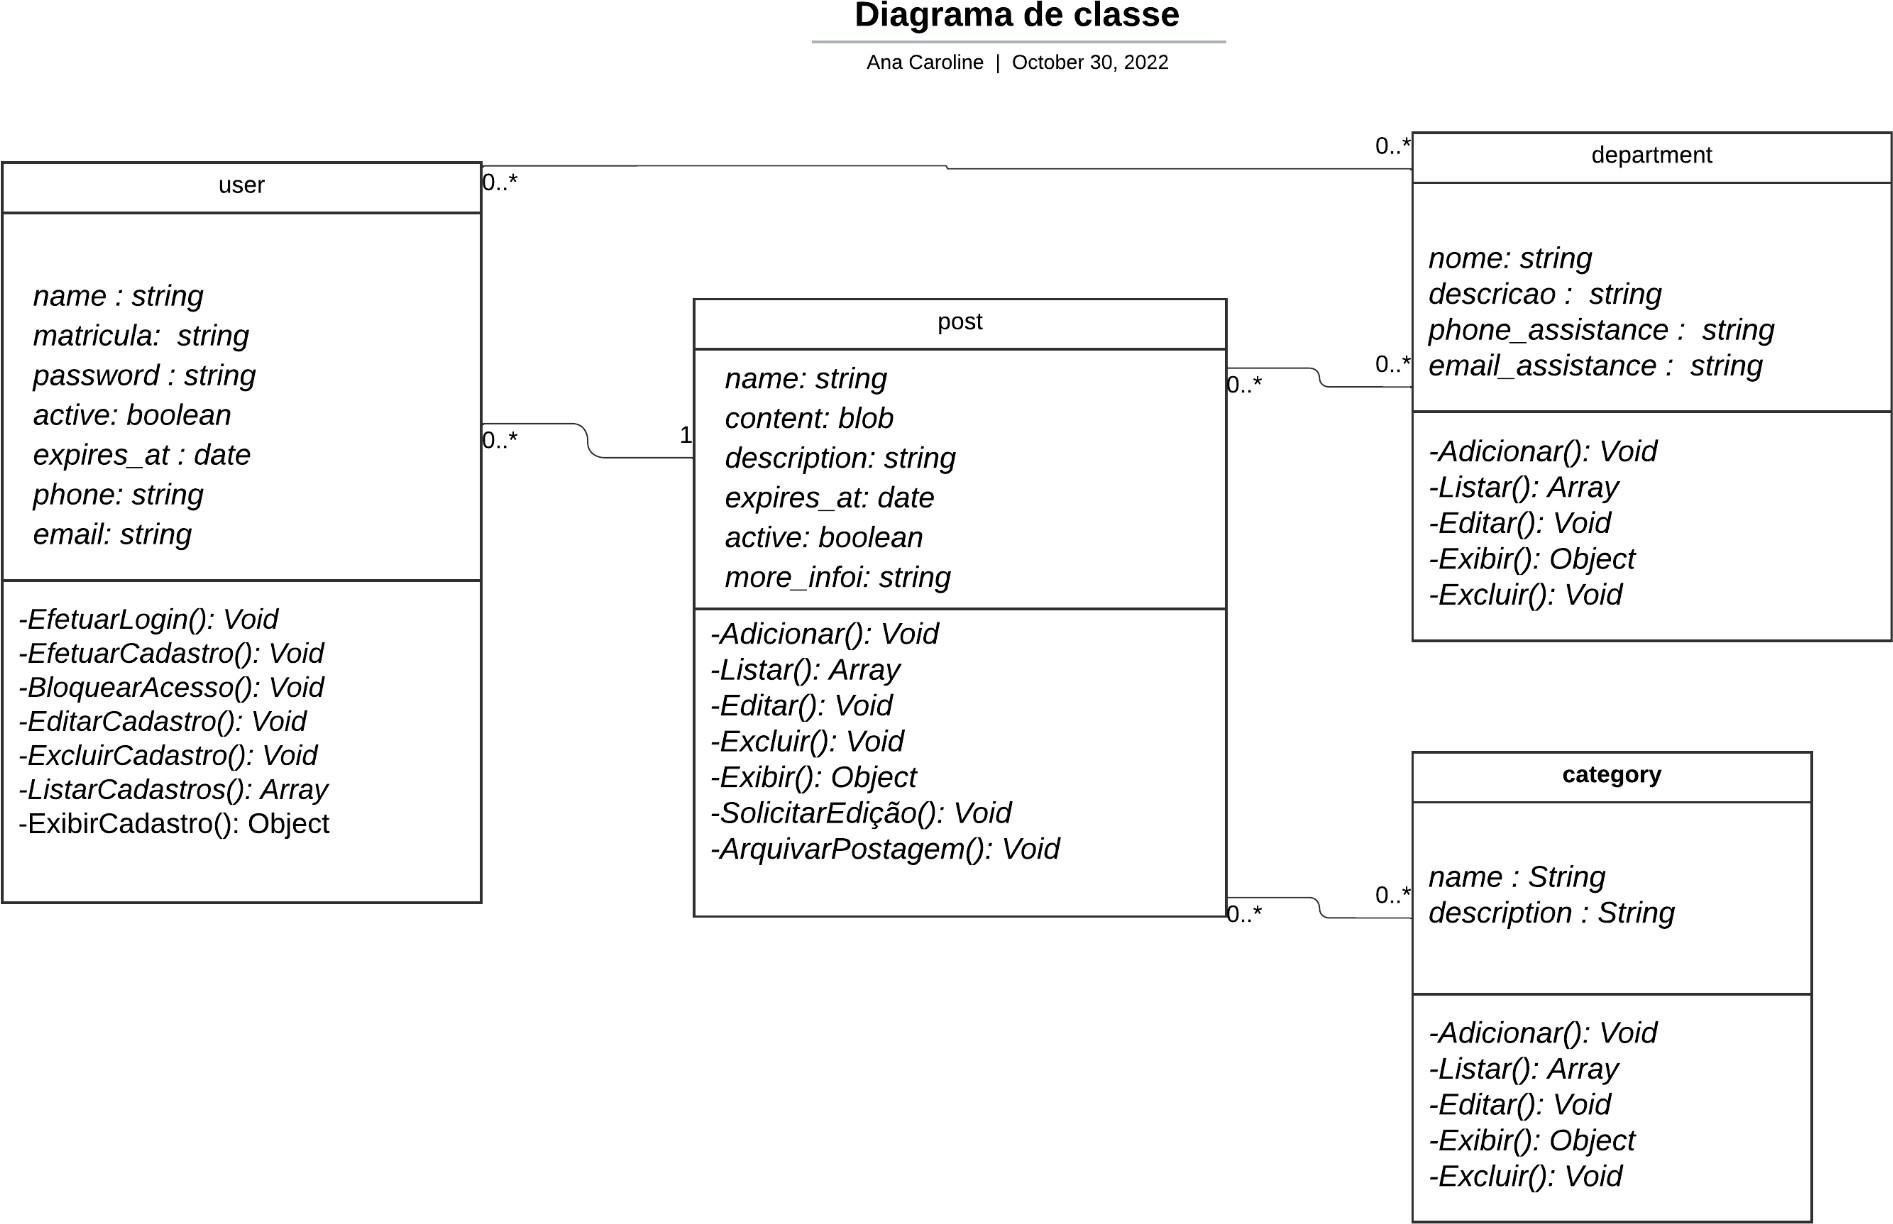 Diagrama de classe
Ana Caroline | October 30, 2022
user
name : string
matricula: string
password : string
active: boolean
expires_at : date
phone: string
email: string
-EfetuarLogin(): Void
-EfetuarCadastro(): Void
-BloquearAcesso(): Void
-EditarCadastro(): Void
-ExcluirCadastro(): Void
-ListarCadastros(): Array
-ExibirCadastro(): Object
0..*
0..*
0..*
1
post
name: string
content: blob
description: string
expires_at: date
active: boolean
more_infoi: string
-Adicionar(): Void
-Listar(): Array
-Editar(): Void
-Excluir(): Void
-Exibir(): Object
-SolicitarEdição(): Void
-ArquivarPostagem(): Void
0..*
0..*
0..*
0..*
department
nome: string
descricao : string
phone_assistance : string
email_assistance : string
-Adicionar(): Void
-Listar(): Array
-Editar(): Void
-Exibir(): Object
-Excluir(): Void
category
name : String
description : String
-Adicionar(): Void
-Listar(): Array
-Editar(): Void
-Exibir(): Object
-Excluir(): Void